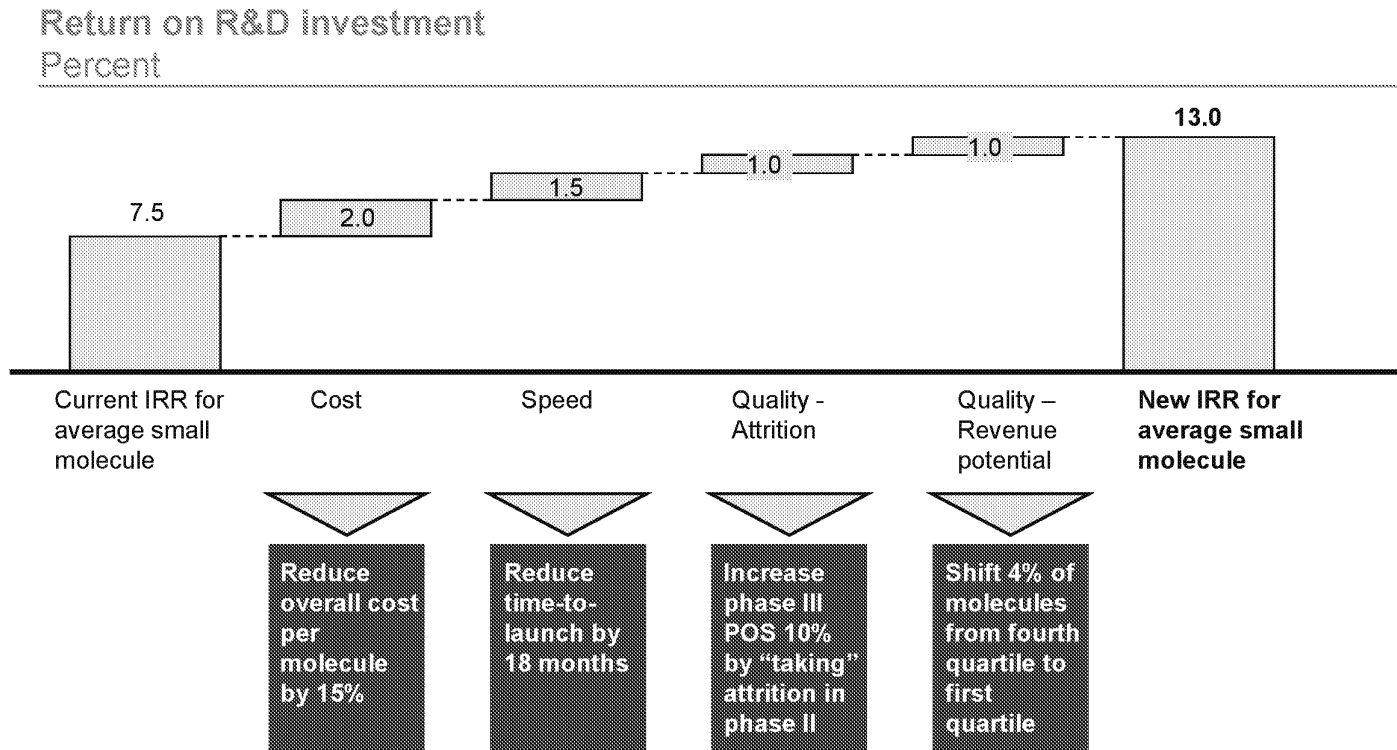 Return on R&D investment
Percent
7.5
2.0
1.5
1.0
1.0
13.0
Current IRR for
average small
molecule
Cost
Speed
Quality -
Attrition
Quality –
Revenue
potential
New IRR for
average small
molecule
Reduce
overall cost
per
molecule
by 15%
Reduce
time-to-
launch by
18 months
Increase
phase III
POS 10%
by “taking”
attrition in
phase II
Shift 4% of
molecules
from fourth
quartile to
first
quartile